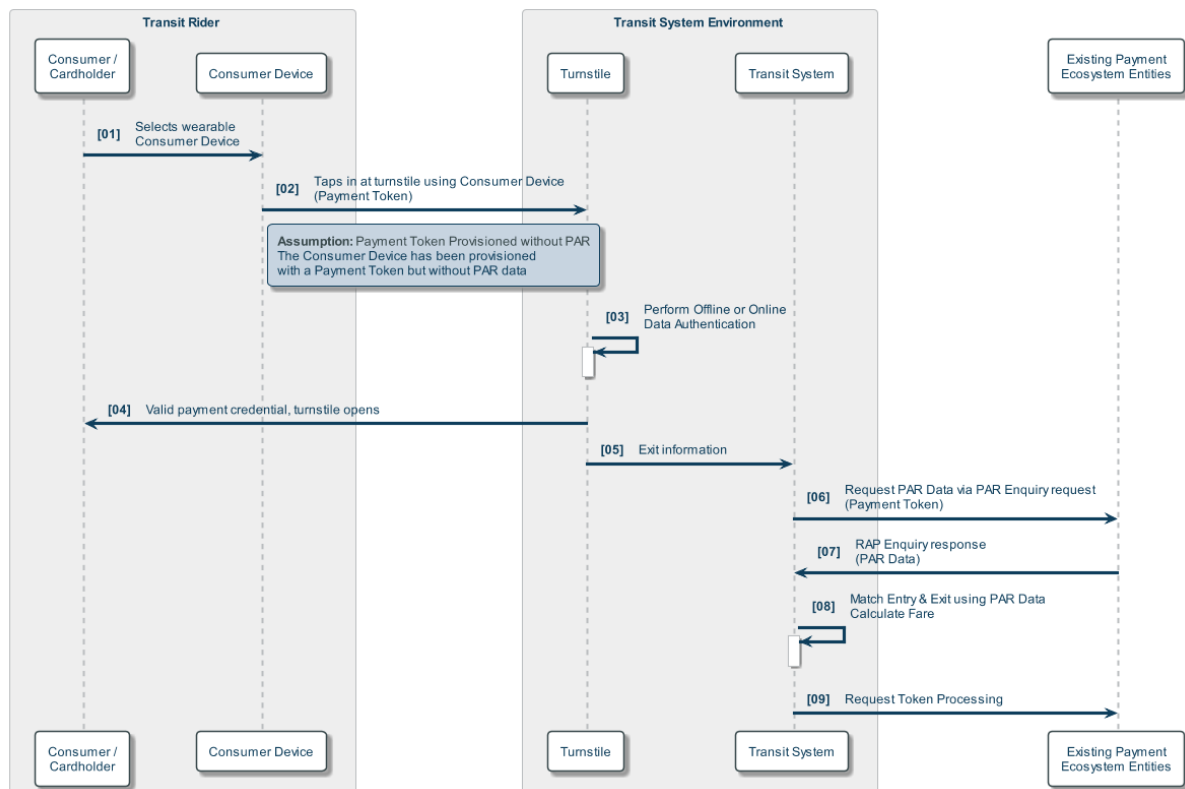 Transit Rider
Transit System Environment
Consumer /
Cardholder
Consumer Device
Turnstile
Transit System
Existing Payment
Ecosystem Entities
[01] Selects wearable
Consumer Device
[02] Taps in at turnstile using Consumer Device
(Payment Token)
Assumption: Payment Token Provisioned without PAR
The Consumer Device has been provisioned
with a Payment Token but without PAR data
[03] Perform Offline or Online
Data Authentication
[04] Valid payment credential, turnstile opens
[05] Exit information
[06] Request PAR Data via PAR Enquiry request
(Payment Token)
[07] RAP Enquiry response
(PAR Data)
[08] Match Entry & Exit using PAR Data
Calculate Fare
[09] Request Token Processing
Consumer /
Cardholder
Consumer Device
Turnstile
Transit System
Existing Payment
Ecosystem Entities